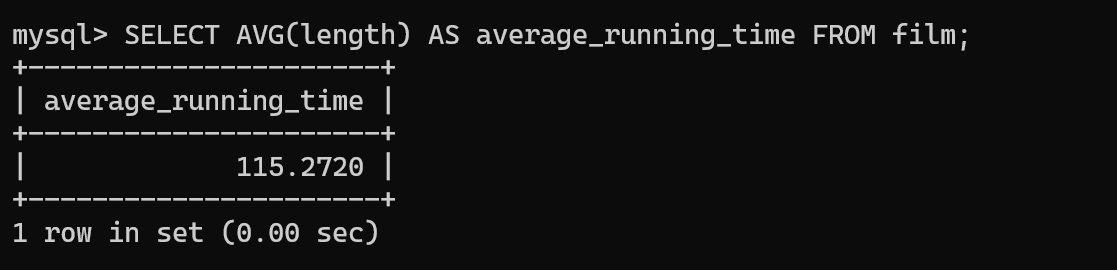 mysql> SELECT AVG(length) AS average_running_time FROM film;
+----------------------+
| average_running_time |
+----------------------+
|             115.2720 |
+----------------------+
1 row in set (0.00 sec)